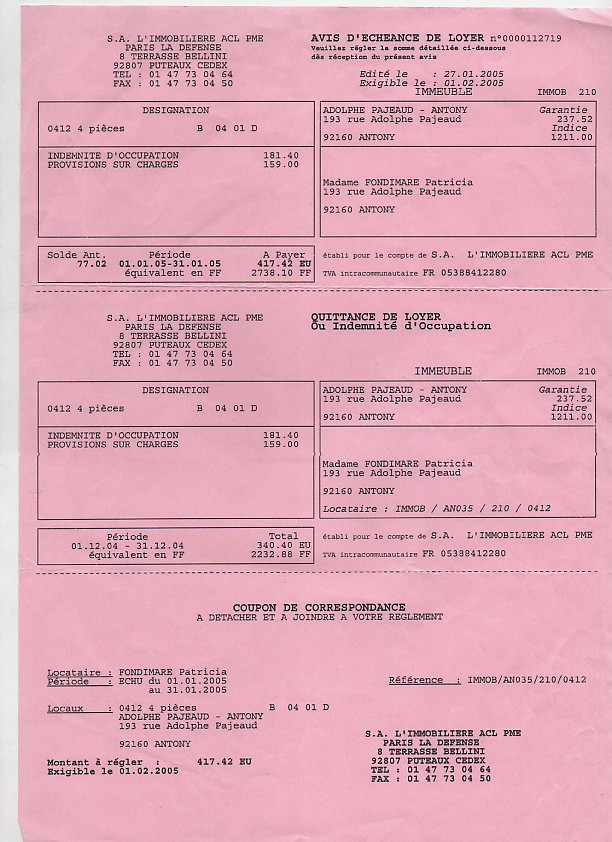 S.A. L'IMMOBILIERE ACL PME
PARIS LA DEFENSE
8 TERRASSE BELLINI
92807 PUTEAUX CEDEX
TEL : 01 47 73 04 64
FAX : 01 47 73 04 50
AVIS D'ECHEANCE DE LOYER n°0000112719
Veuillez régler la somme détaillée ci-dessous
dès réception du présent avis
Edité le : 27.01.2005
Exigible le : 01.02.2005
IMMEUBLE IMMOB 210
DESIGNATION
0412 4 pièces B 04 01 D
ADOLPHE PAJEAUD - ANTONY Garantie
193 rue Adolphe Pajeaud 237.52
Indice
92160 ANTONY 1211.00
INDEMNITE D'OCCUPATION 181.40
PROVISIONS SUR CHARGES 159.00
Madame FONDIMARE Patricia
193 rue Adolphe Pajeaud
92160 ANTONY
Solde Ant. Période A Payer
77.02 01.01.05-31.01.05 417.42 EU
équivalent en FF 2738.10 FF
établi pour le compte de S.A. L'IMMOBILIERE ACL PME
TVA intracommunautaire FR 05388412280
S.A. L'IMMOBILIERE ACL PME
PARIS LA DEFENSE
8 TERRASSE BELLINI
92807 PUTEAUX CEDEX
TEL : 01 47 73 04 64
FAX : 01 47 73 04 50
QUITTANCE DE LOYER
Ou Indemnité d'Occupation
IMMEUBLE IMMOB 210
DESIGNATION
0412 4 pièces B 04 01 D
ADOLPHE PAJEAUD - ANTONY Garantie
193 rue Adolphe Pajeaud 237.52
Indice
92160 ANTONY 1211.00
INDEMNITE D'OCCUPATION 181.40
PROVISIONS SUR CHARGES 159.00
Madame FONDIMARE Patricia
193 rue Adolphe Pajeaud
92160 ANTONY
Locataire : IMMOB / AN035 / 210 / 0412
Période Total
01.12.04 - 31.12.04 340.40 EU
équivalent en FF 2232.88 FF
établi pour le compte de S.A. L'IMMOBILIERE ACL PME
TVA intracommunautaire FR 05388412280
COUPON DE CORRESPONDANCE
A DETACHER ET A JOINDRE A VOTRE REGLEMENT
Locataire : FONDIMARE Patricia
Période : ECHU du 01.01.2005
au 31.01.2005
Référence : IMMOB/AN035/210/0412
Locaux : 0412 4 pièces B 04 01 D
ADOLPHE PAJEAUD - ANTONY
193 rue Adolphe Pajeaud
92160 ANTONY
Montant à régler : 417.42 EU
Exigible le 01.02.2005
S.A. L'IMMOBILIERE ACL PME
PARIS LA DEFENSE
8 TERRASSE BELLINI
92807 PUTEAUX CEDEX
TEL : 01 47 73 04 64
FAX : 01 47 73 04 50